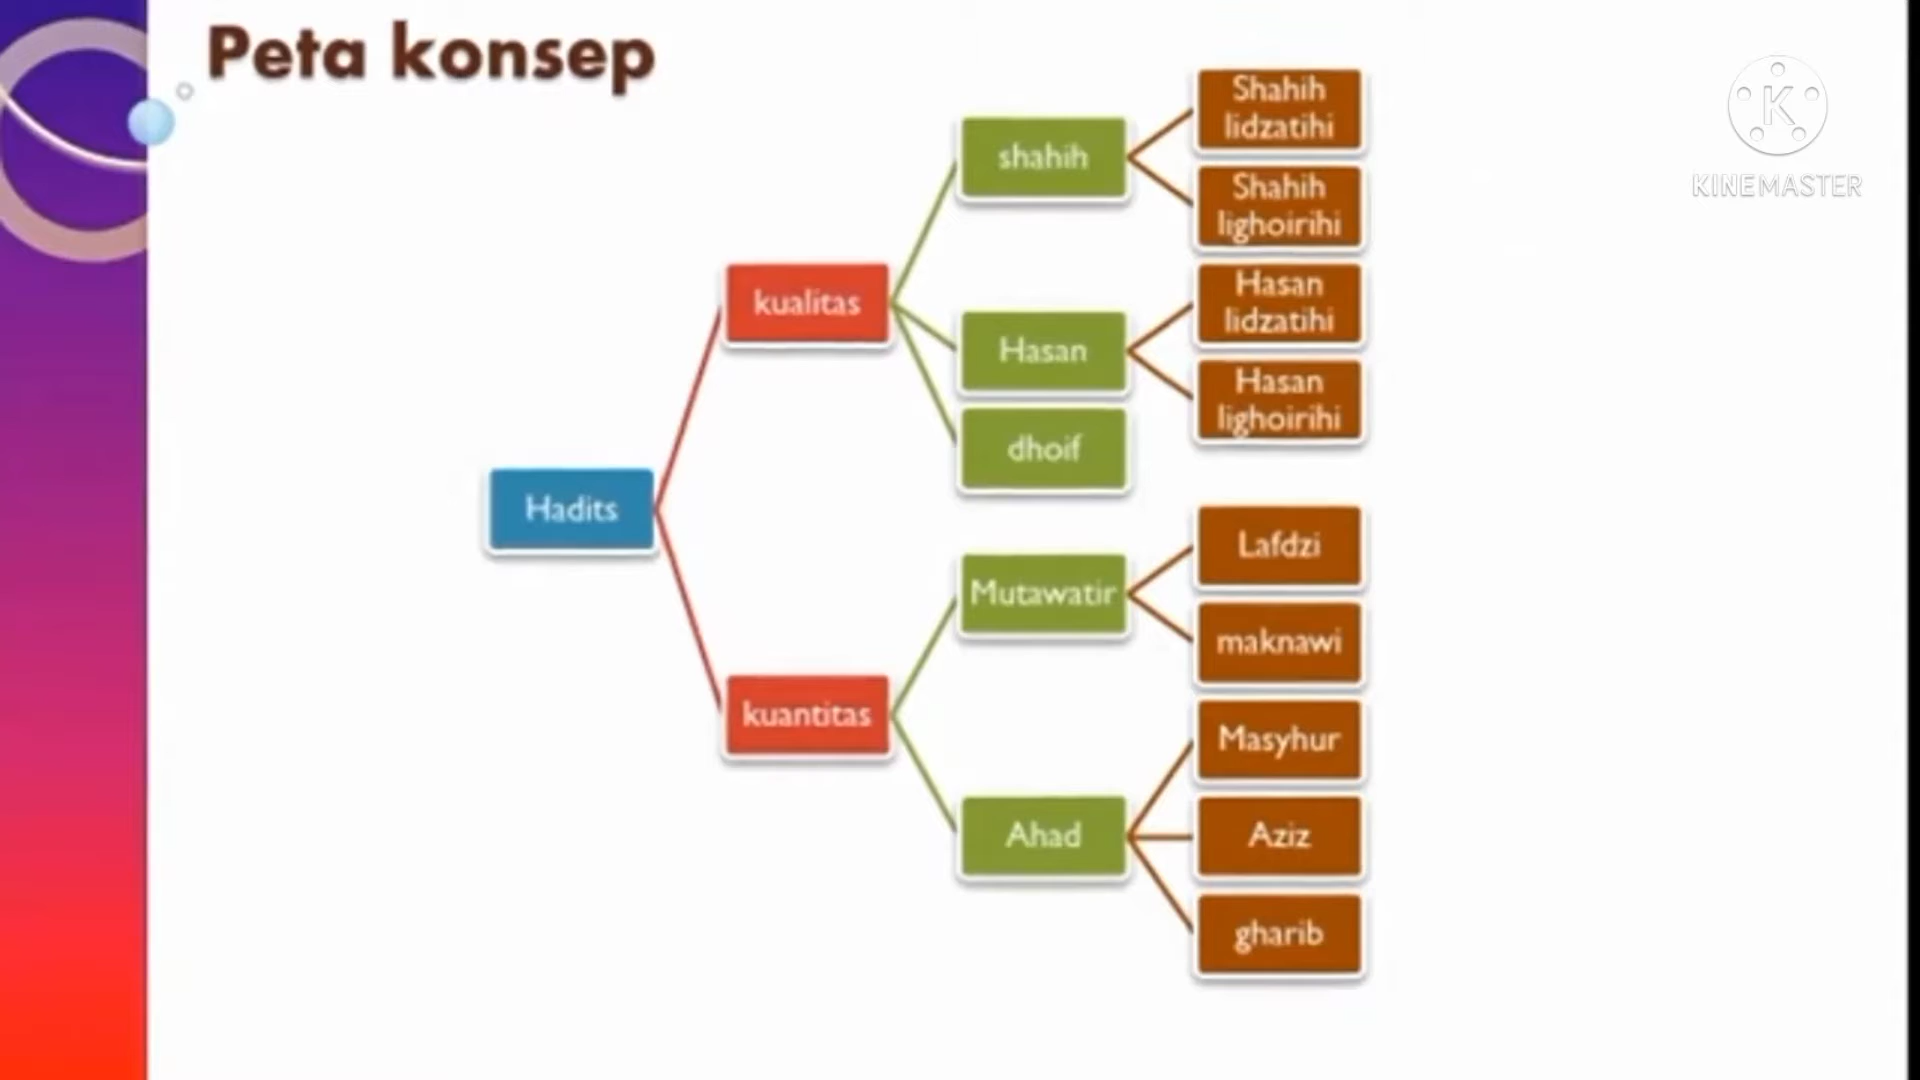 Peta konsep
KINEMASTER
Shahih
lidzatihi
shahih
Shahih
lighoirihi
kualitas
Hasan
lidzatihi
Hasan
Hasan
lighoirihi
dhoif
Hadits
Lafdzi
Mutawatir
maknawi
kuantitas
Masyhur
Ahad
Aziz
gharib